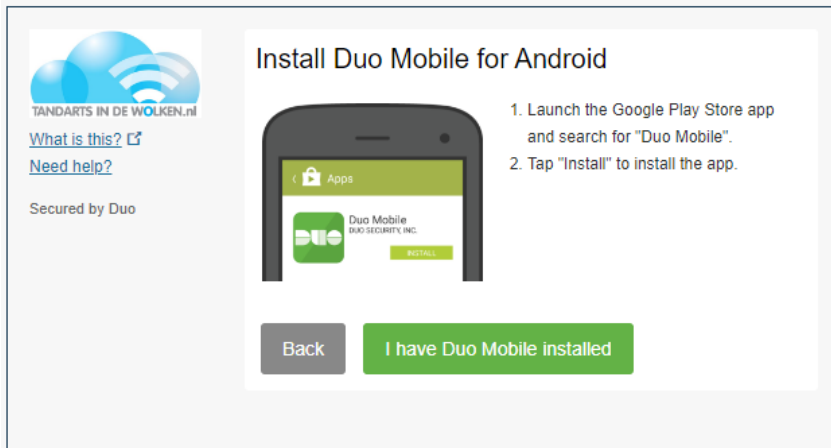 TANDARTS IN DE WOLKEN.nl
What is this?
Need help?
Secured by Duo
Install Duo Mobile for Android
Apps
DUO
Duo Mobile
DUO SECURITY, INC.
INSTALL
1. Launch the Google Play Store app
and search for "Duo Mobile".
2. Tap "Install" to install the app.
Back
I have Duo Mobile installed